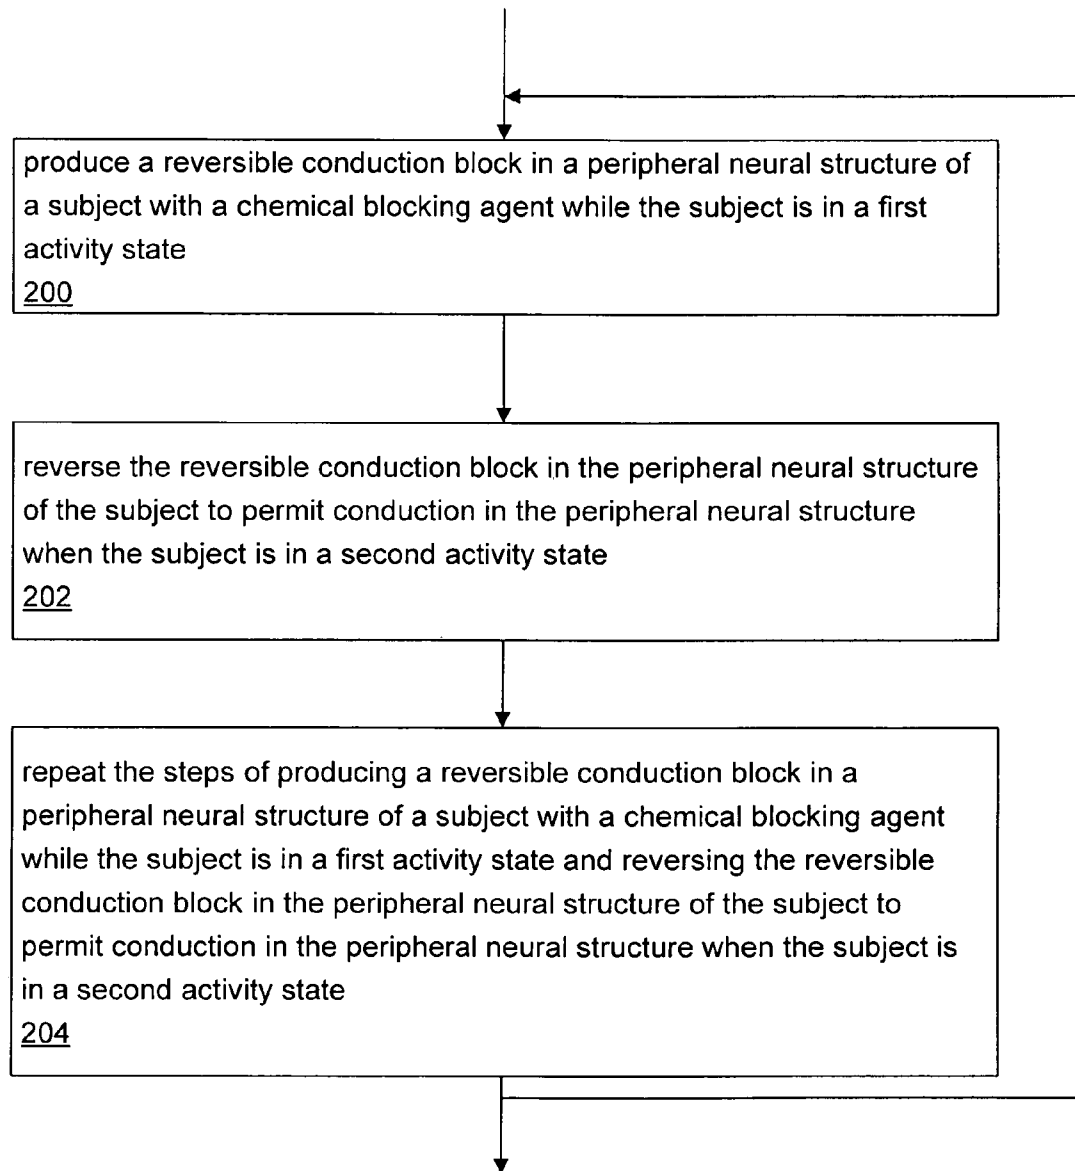 produce a reversible conduction block in a peripheral neural structure of
a subject with a chemical blocking agent while the subject is in a first
activity state
200
reverse the reversible conduction block in the peripheral neural structure
of the subject to permit conduction in the peripheral neural structure
when the subject is in a second activity state
202
repeat the steps of producing a reversible conduction block in a
peripheral neural structure of a subject with a chemical blocking agent
while the subject is in a first activity state and reversing the reversible
conduction block in the peripheral neural structure of the subject to
permit conduction in the peripheral neural structure when the subject is
in a second activity state
204